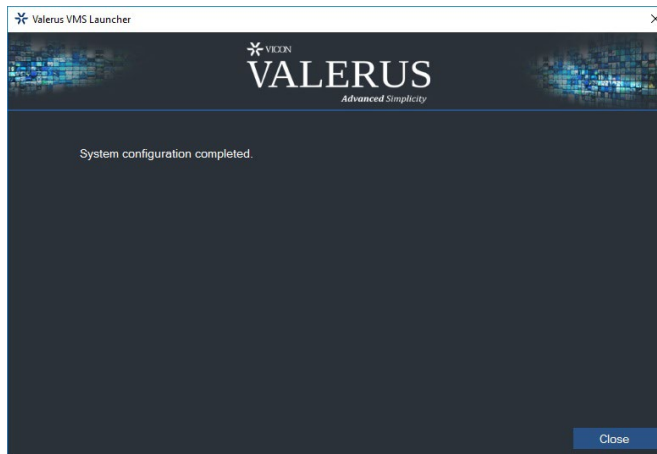 Valerus VMS Launcher
VICON
VALERUS
Advanced Simplicity
System configuration completed.
Close